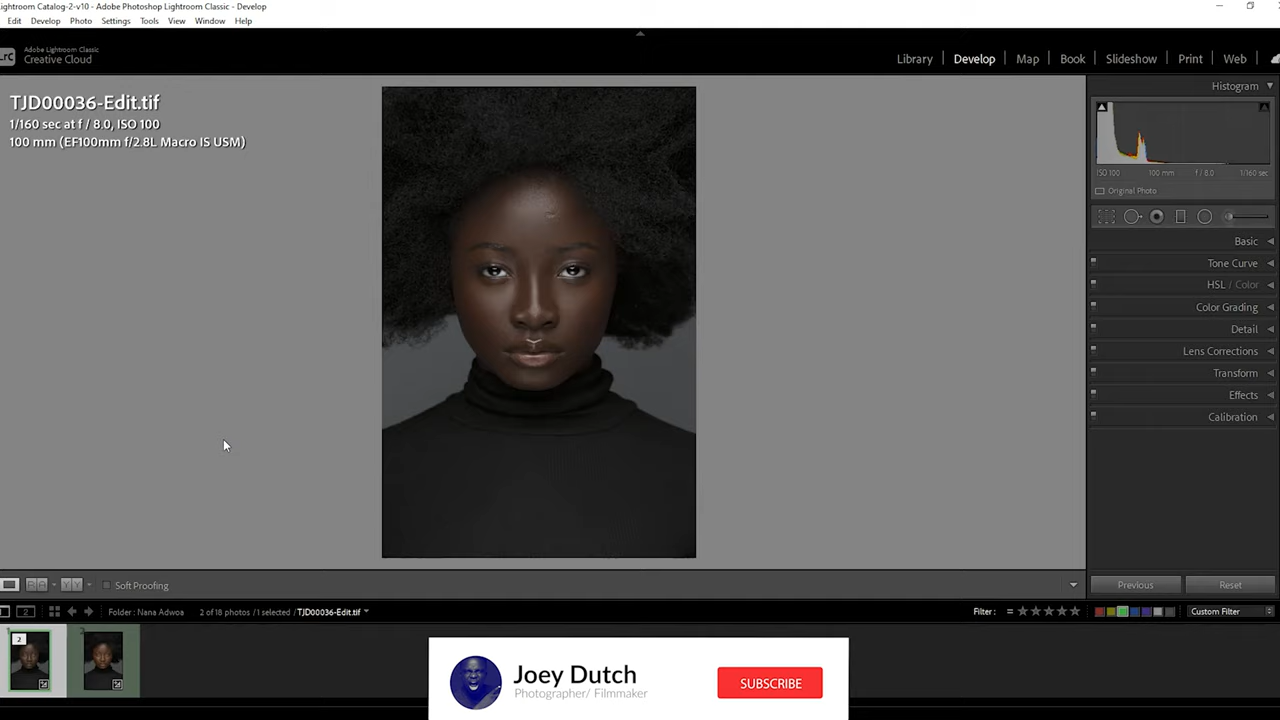 Lightroom Catalog-2-v10 - Adobe Photoshop Lightroom Classic - Develop
Edit Develop Photo Settings Tools View Window Help
LrC
Adobe Lightroom Classic
Creative Cloud
Library Develop Map Book Slideshow Print Web
TJD00036-Edit.tif
1/160 sec at f / 8.0, ISO 100
100 mm (EF100mm f/2.8L Macro IS USM)
Histogram
ISO 100 100 mm f / 8.0 1/160 sec
Original Photo
Basic
Tone Curve
HSL / Color
Color Grading
Detail
Lens Corrections
Transform
Effects
Calibration
Previous Reset
Soft Proofing
2 Folder : Nana Adwoa 2 of 18 photos / 1 selected / TJD00036-Edit.tif Filter : Custom Filter
2
Joey Dutch
Photographer/ Filmmaker
SUBSCRIBE